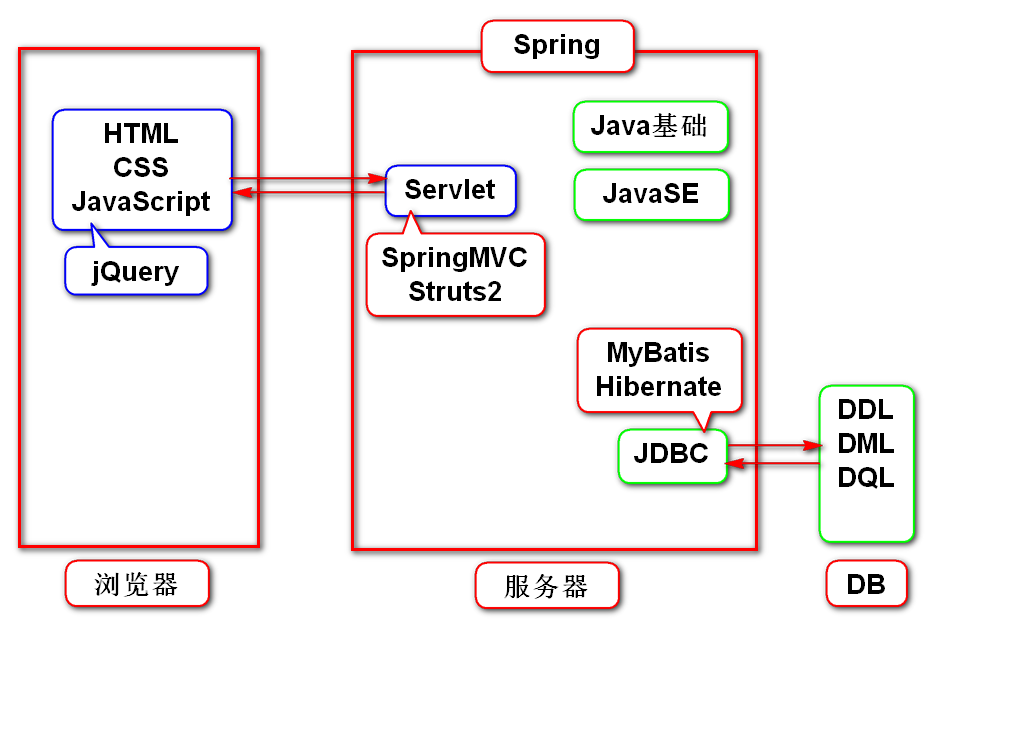 Spring
HTML
CSS
JavaScript
jQuery
Servlet
SpringMVC
Struts2
Java基础
JavaSE
MyBatis
Hibernate
JDBC
DDL
DML
DQL
浏览器
服务器
DB